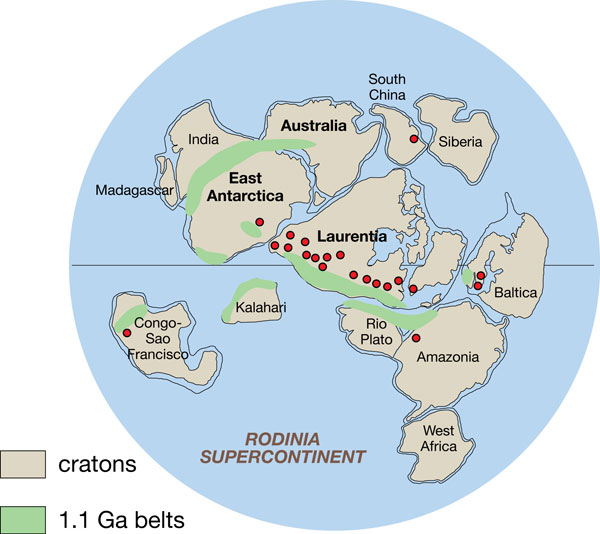 South
China
Australia
India
Siberia
East
Antarctica
Madagascar
Laurentia
Baltica
Kalahari
Congo-
Sao
Francisco
Rio
Plato
Amazonia
West
Africa
RODINIA
SUPERCONTINENT
cratons
1.1 Ga belts